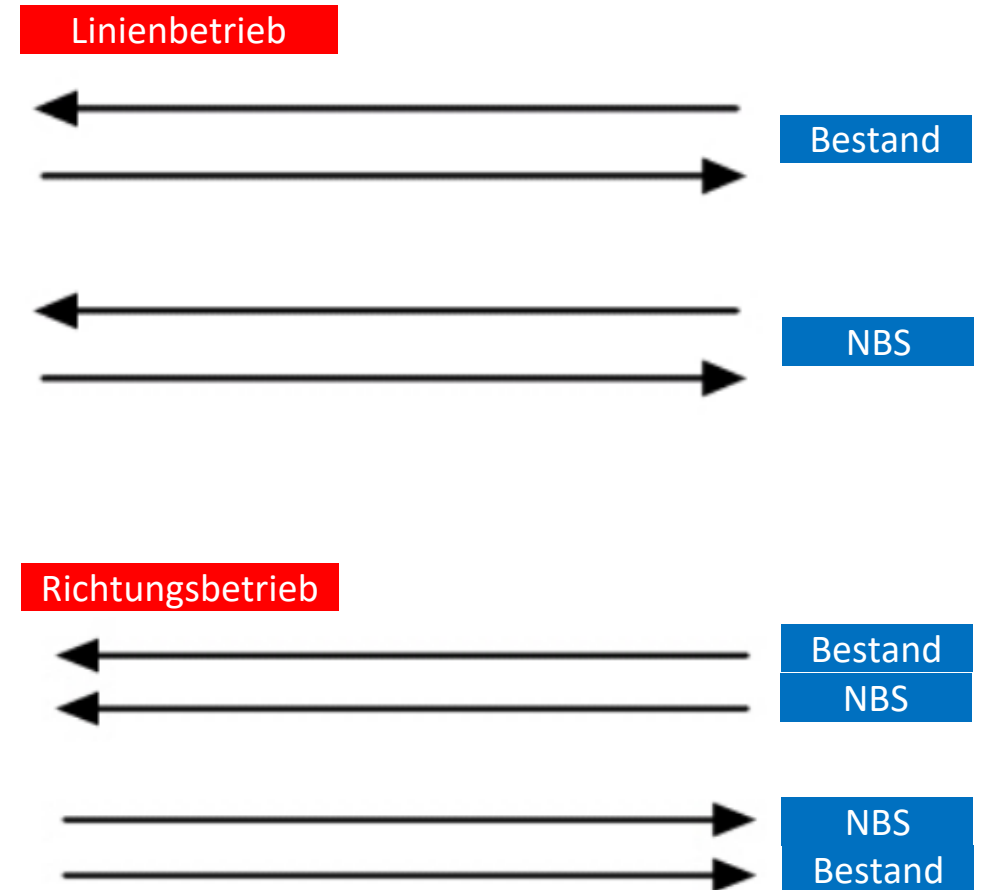 Linienbetrieb
Bestand
NBS
Richtungsbetrieb
Bestand
NBS
NBS
Bestand